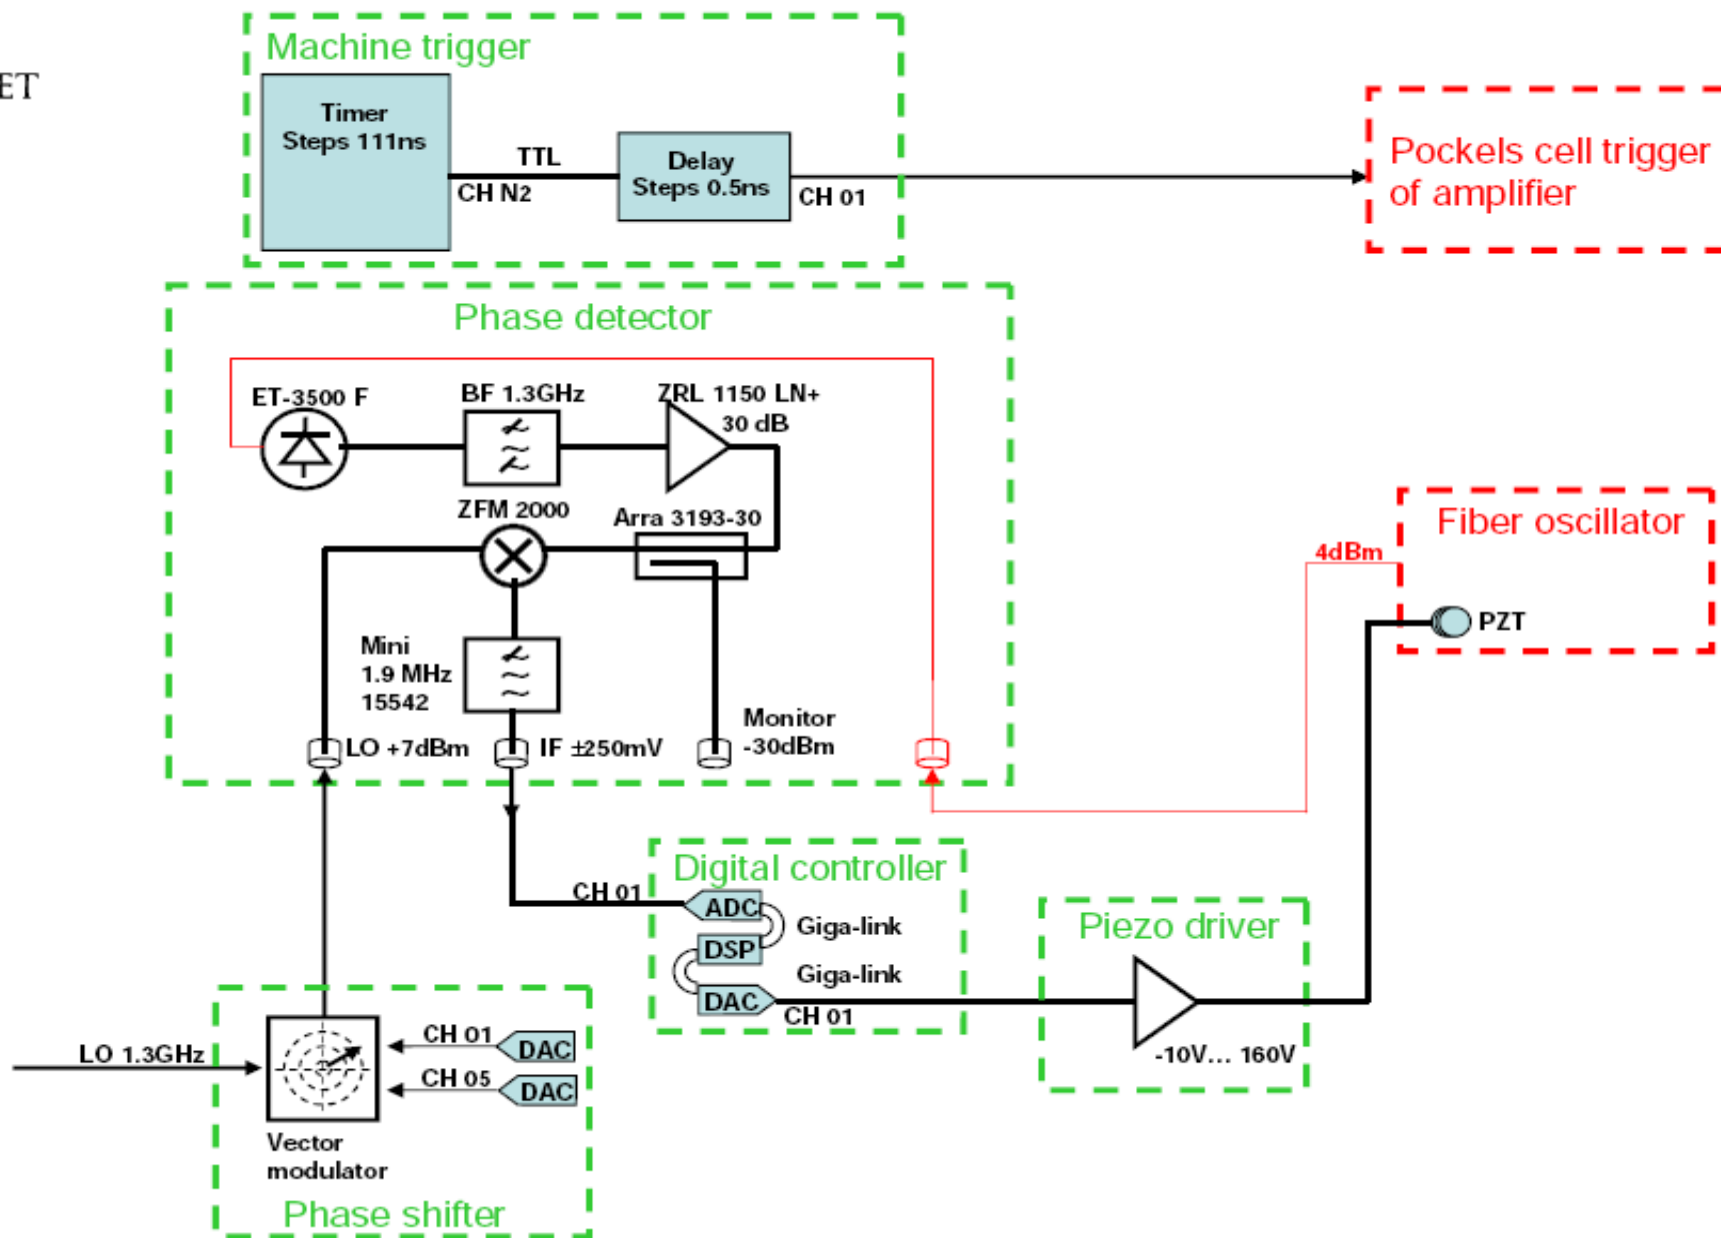 ET
Machine trigger
Timer
Steps 111ns
TTL
CH N2
Delay
Steps 0.5ns
CH 01
Pockels cell trigger
of amplifier
Phase detector
ET-3500 F
BF 1.3GHz
ZRL 1150 LN+
30 dB
ZFM 2000
Arra 3193-30
Mini
1.9 MHz
15542
LO +7dBm
IF ±250mV
Monitor
-30dBm
Fiber oscillator
4dBm
PZT
Digital controller
CH 01
ADC
Giga-link
DSP
Giga-link
DAC
CH 01
Piezo driver
-10V... 160V
LO 1.3GHz
CH 01
DAC
CH 05
DAC
Vector
modulator
Phase shifter